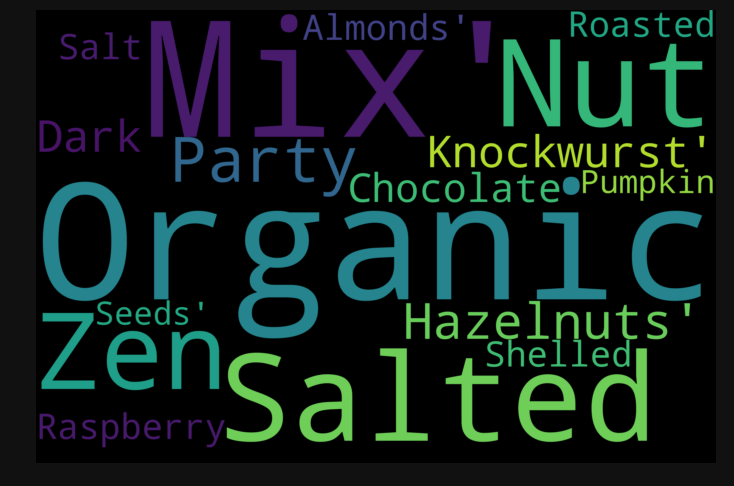 Mix'
Almonds'
Roasted
Salt
Nut
Dark
Party
Knockwurst'
Chocolate
Pumpkin
Organic
Seeds'
Zen
Hazelnuts'
Shelled
Salted
Raspberry